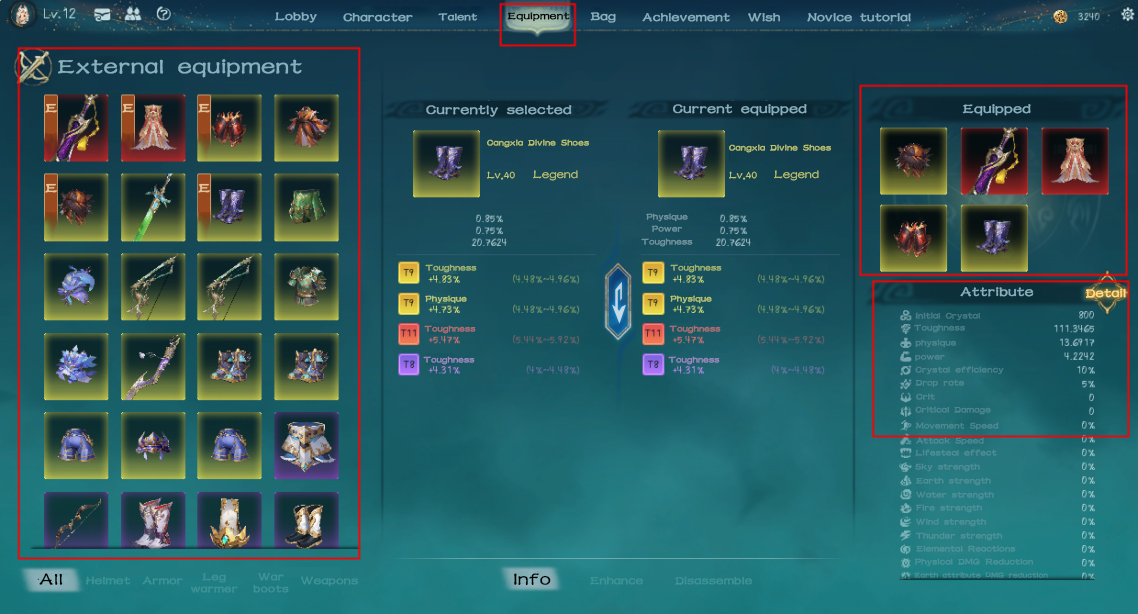 Lv.12
Lobby Character Talent Equipment Bag Achievement Wish Novice tutorial 3240
External equipment
E E E
E E
Currently selected
Cangxia Divine Shoes
Lv.40 Legend
0.85%
0.75%
20.7624
T9 Toughness
+4.83% (4.48%~4.96%)
T9 Physique
+4.73% (4.48%~4.96%)
T11 Toughness
+5.47% (5.44%~5.92%)
T8 Toughness
+4.31% (4%~4.48%)
Current equipped
Cangxia Divine Shoes
Lv.40 Legend
Physique 0.85%
Power 0.75%
Toughness 20.7624
T9 Toughness
+4.83% (4.48%~4.96%)
T9 Physique
+4.73% (4.48%~4.96%)
T11 Toughness
+5.47% (5.44%~5.92%)
T8 Toughness
+4.31% (4%~4.48%)
Equipped
Attribute Detail
Initial Crystal 800
Toughness 111.3465
physique 13.6917
power 4.2242
Crystal efficiency 10%
Drop rate 5%
Crit 0
Critical Damage 0
Movement Speed 0%
Attack Speed 0%
Lifesteal effect 0%
Sky strength 0%
Earth strength 0%
Water strength 0%
Fire strength 0%
Wind strength 0%
Thunder strength 0%
Elemental Reactions 0%
Physical DMG Reduction 0%
Earth attribute DMG reduction 0%
All Helmet Armor Leg warmer War boots Weapons
Info Enhance Disassemble